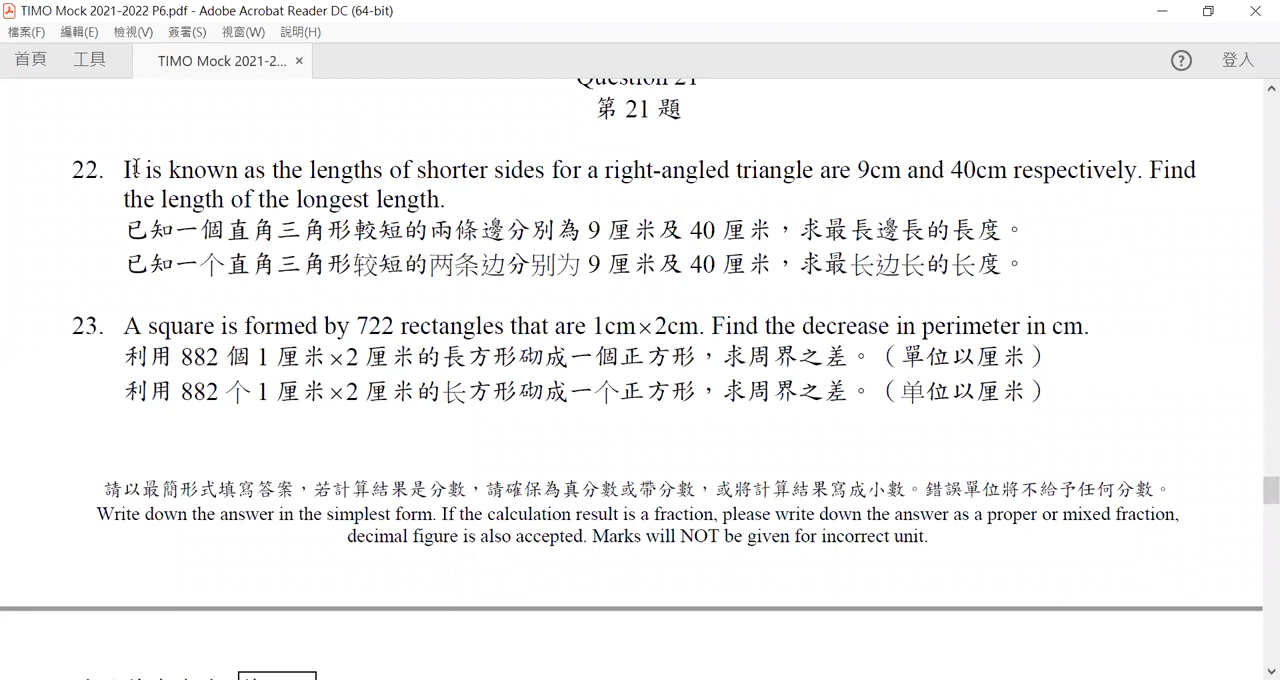 TIMO Mock 2021-2022 P6.pdf - Adobe Acrobat Reader DC (64-bit)
檔案(F) 編輯(E) 檢視(V) 簽署(S) 視窗(W) 說明(H)
首頁 工具 TIMO Mock 2021-2... × ? 登入
Question 21
第 21 題
22. It is known as the lengths of shorter sides for a right-angled triangle are 9cm and 40cm respectively. Find
the length of the longest length.
已知一個直角三角形較短的兩條邊分別為 9 厘米及 40 厘米,求最長邊長的長度。
已知一个直角三角形较短的两条边分别为 9 厘米及 40 厘米,求最长边长的长度。
23. A square is formed by 722 rectangles that are 1cm×2cm. Find the decrease in perimeter in cm.
利用 882 個 1 厘米×2 厘米的長方形砌成一個正方形,求周界之差。(單位以厘米)
利用 882 个 1 厘米×2 厘米的长方形砌成一个正方形,求周界之差。(单位以厘米)
請以最簡形式填寫答案,若計算結果是分數,請確保為真分數或帶分數,或將計算結果寫成小數。錯誤單位將不給予任何分數。
Write down the answer in the simplest form. If the calculation result is a fraction, please write down the answer as a proper or mixed fraction,
decimal figure is also accepted. Marks will NOT be given for incorrect unit.